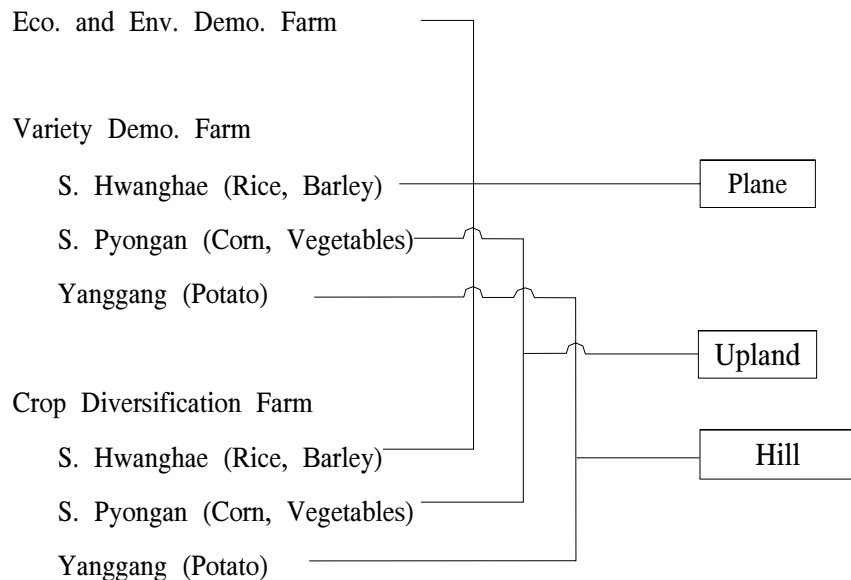 Eco. and Env. Demo. Farm
Variety Demo. Farm
S. Hwanghae (Rice, Barley)
Plane
S. Pyongan (Corn, Vegetables)
Yanggang (Potato)
Upland
Crop Diversification Farm
S. Hwanghae (Rice, Barley)
Hill
S. Pyongan (Corn, Vegetables)
Yanggang (Potato)